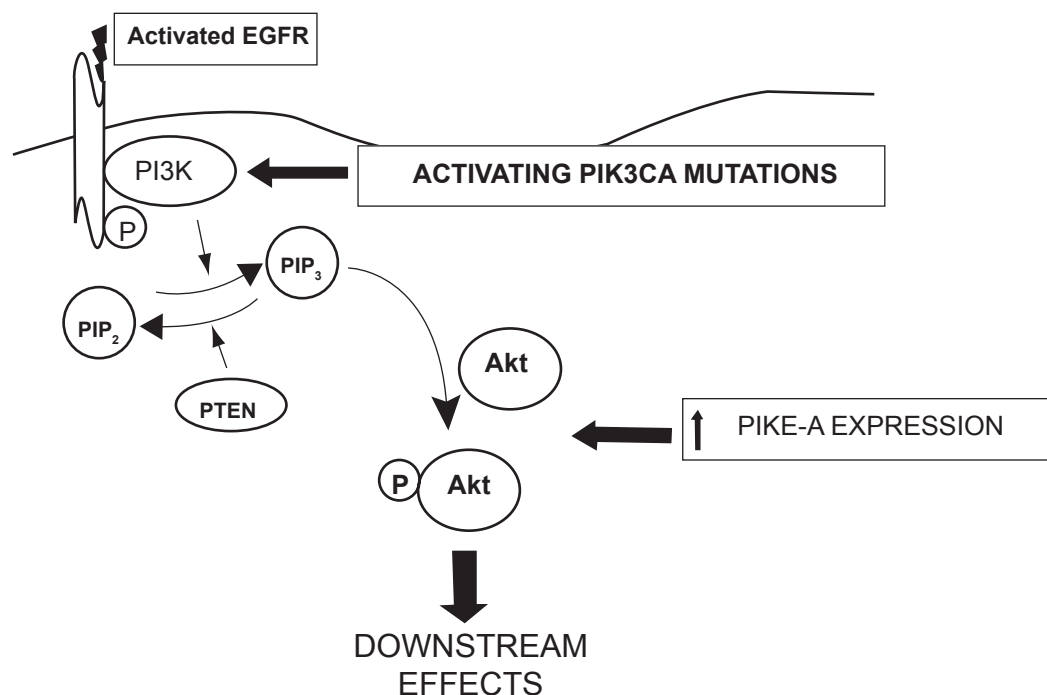 Activated EGFR
PI3K
ACTIVATING PIK3CA MUTATIONS
P
PIP3
PIP2
Akt
PTEN
PIKE-A EXPRESSION
P
Akt
DOWNSTREAM
EFFECTS